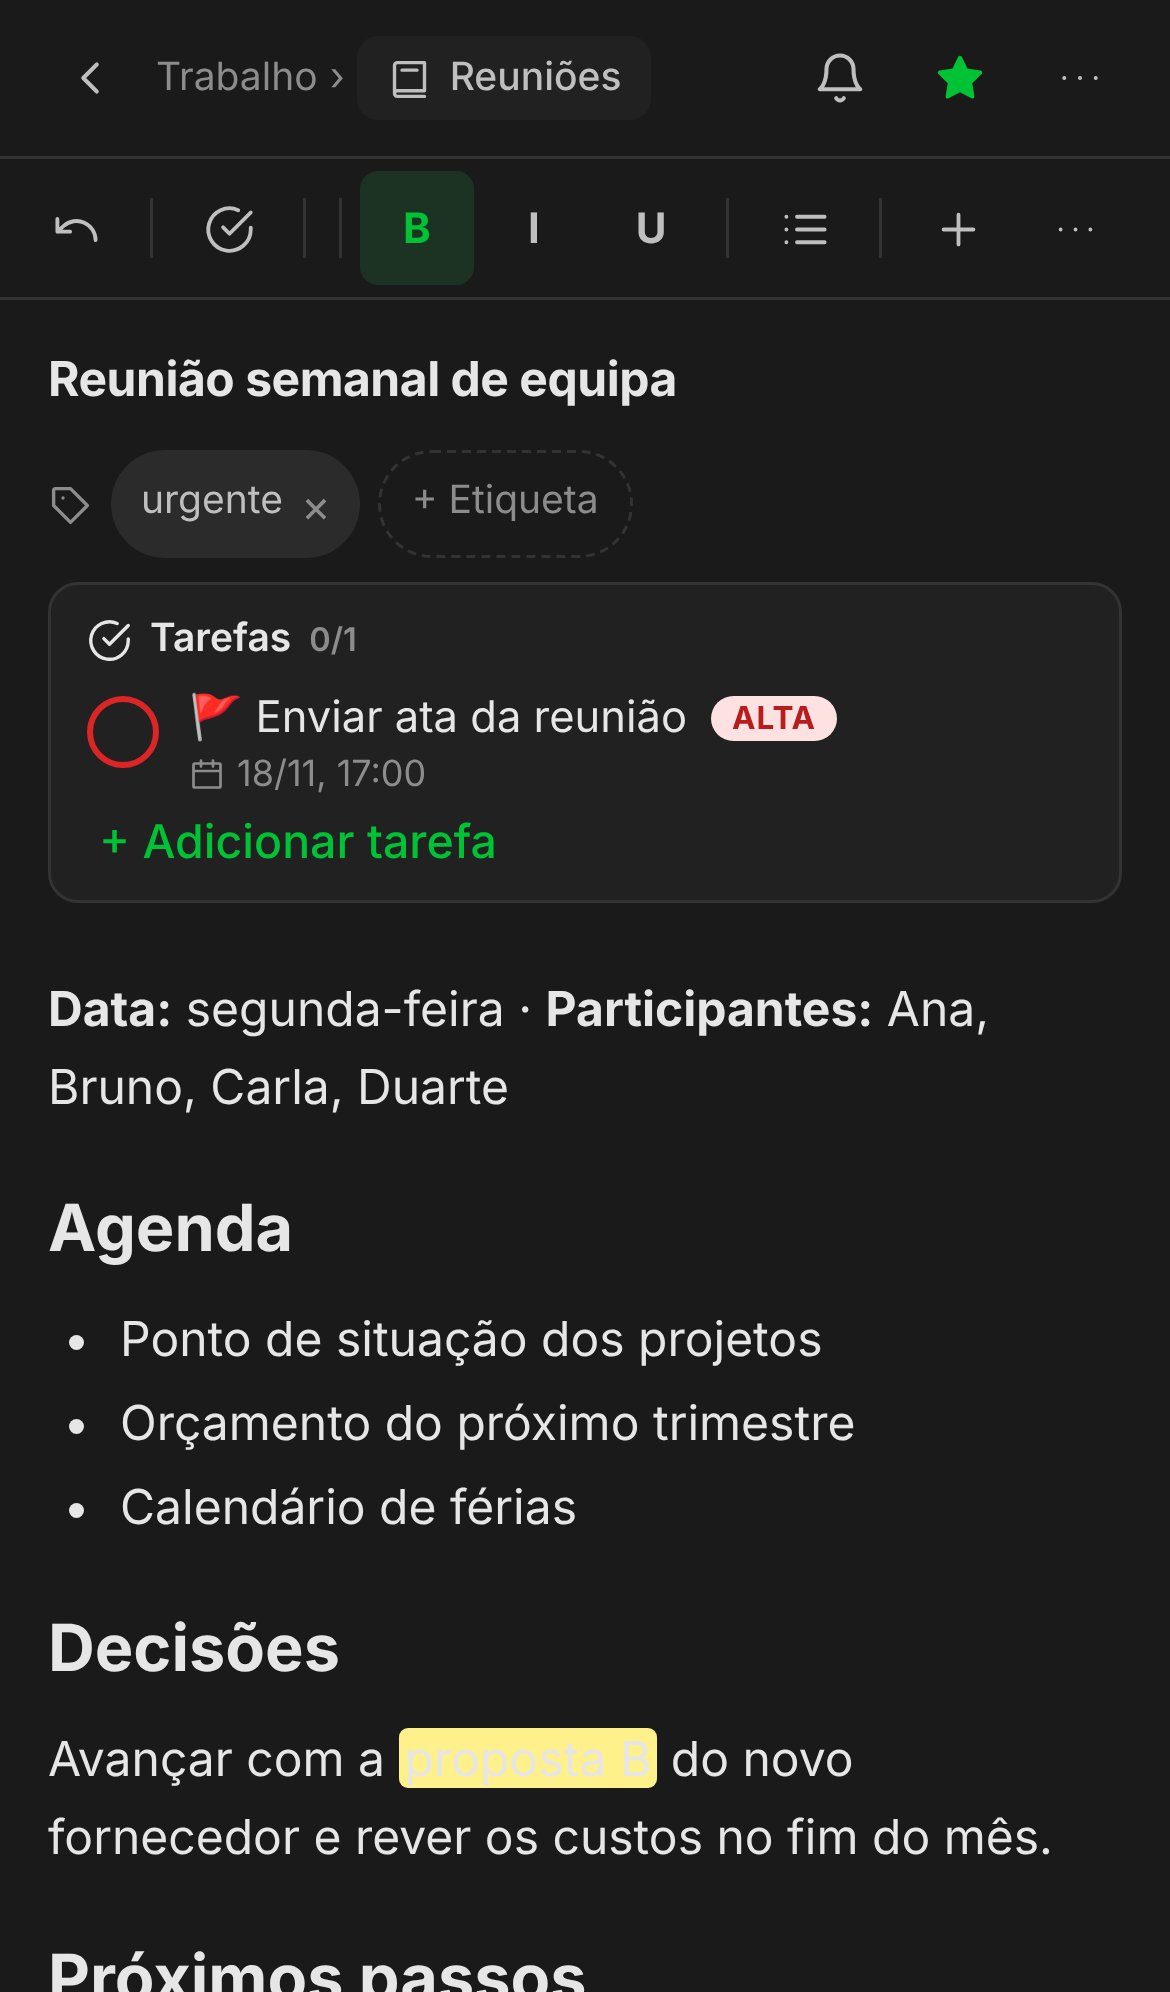 Trabalho › Reuniões
B I U
Reunião semanal de equipa
urgente × + Etiqueta
Tarefas 0/1
🚩 Enviar ata da reunião ALTA
18/11, 17:00
+ Adicionar tarefa
Data: segunda-feira · Participantes: Ana,
Bruno, Carla, Duarte
Agenda
• Ponto de situação dos projetos
• Orçamento do próximo trimestre
• Calendário de férias
Decisões
Avançar com a proposta B do novo
fornecedor e rever os custos no fim do mês.
Próximos passos